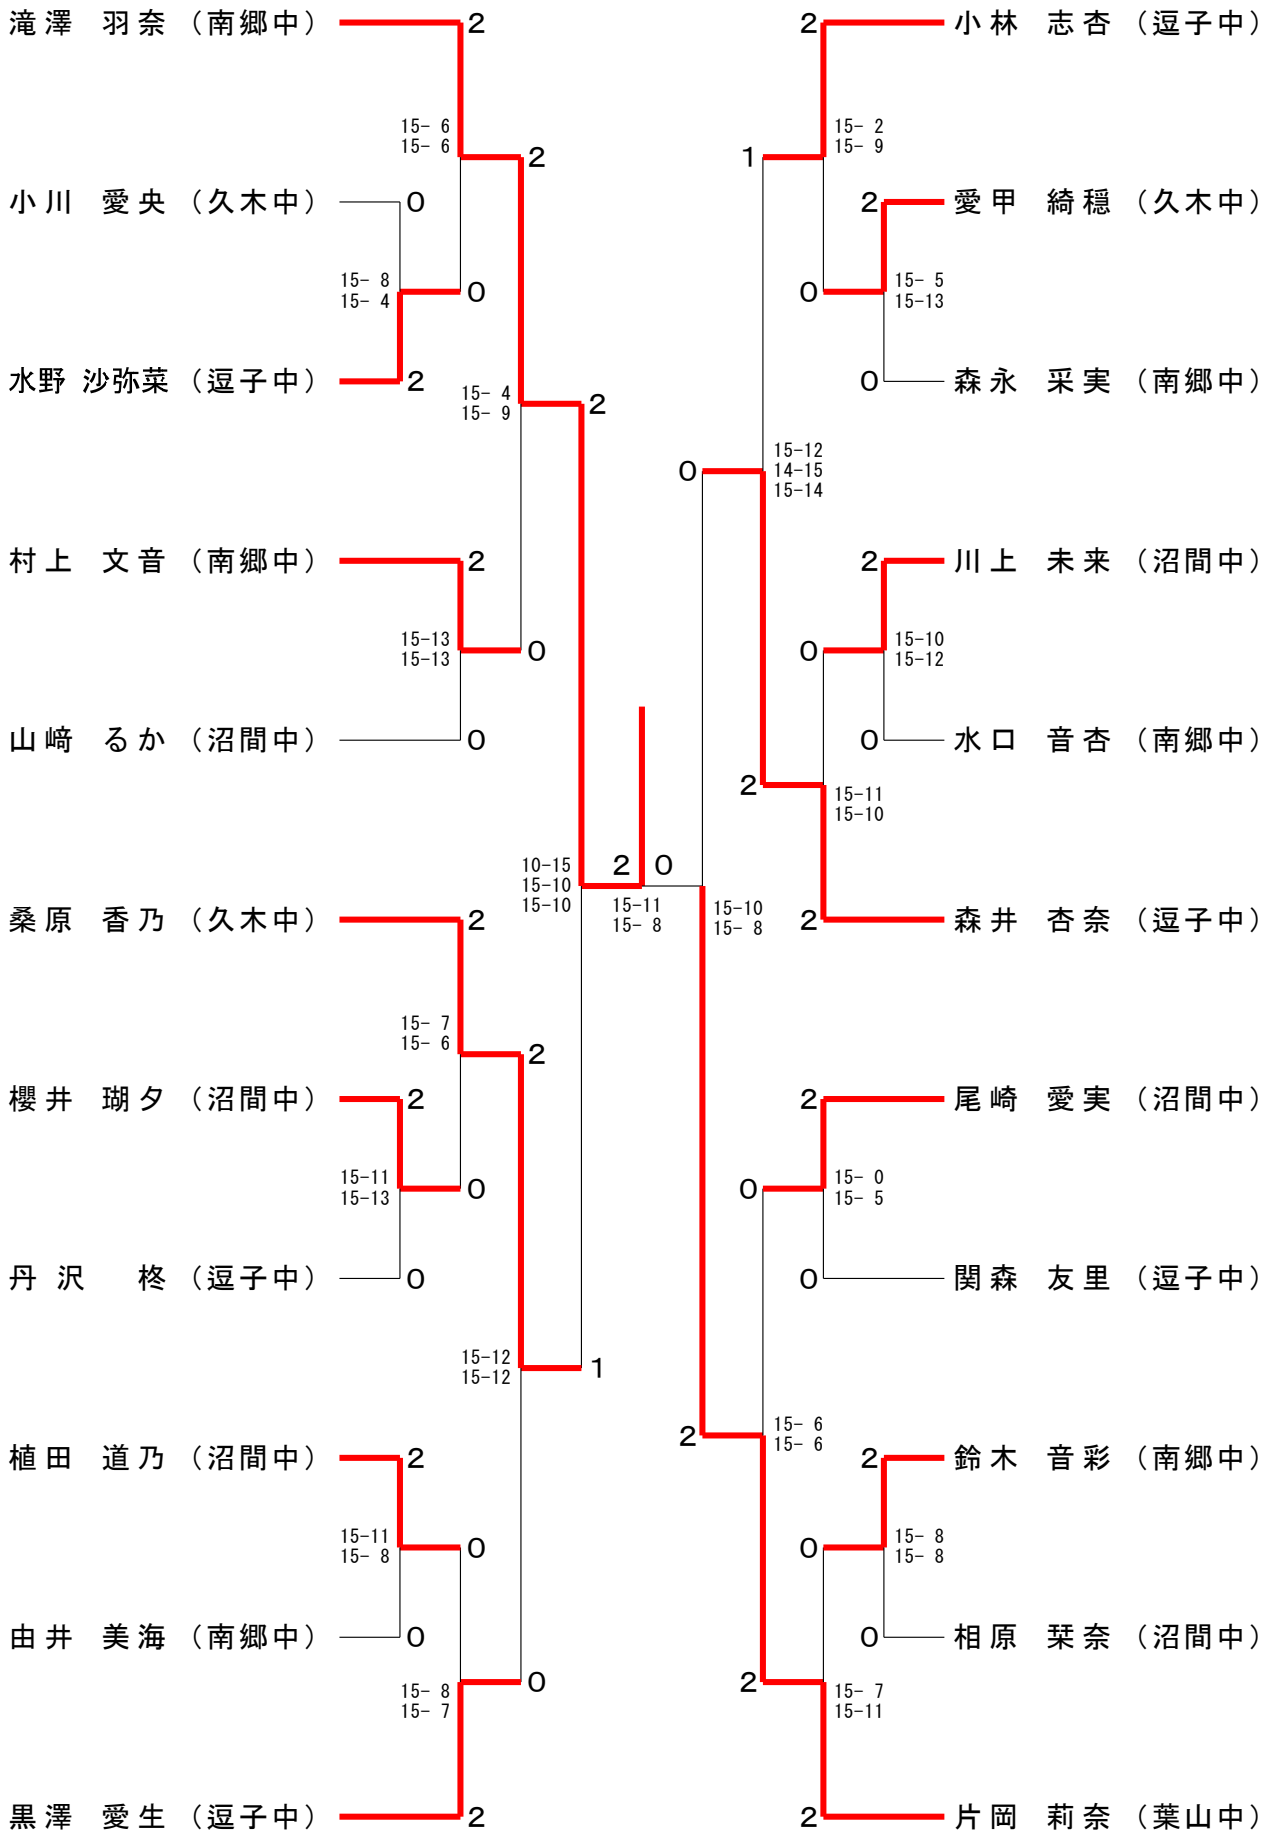 滝澤 羽奈 （南郷中） 2
15- 6
15- 6
2
小川 愛央 （久木中） 0
15- 8
15- 4
0
水野 沙弥菜 （逗子中） 2
15- 4
15- 9
2
村上 文音 （南郷中） 2
15-13
15-13
0
山﨑 るか （沼間中） 0
10-15
15-10
15-10
桑原 香乃 （久木中） 2
15- 7
15- 6
2
櫻井 瑚夕 （沼間中） 2
15-11
15-13
0
丹沢 柊 （逗子中） 0
15-12
15-12
1
植田 道乃 （沼間中） 2
15-11
15- 8
0
由井 美海 （南郷中） 0
15- 8
15- 7
0
黒澤 愛生 （逗子中） 2
2 0
15-11
15- 8
2 小林 志杏 （逗子中）
1
15- 2
15- 9
2 愛甲 綺穏 （久木中）
0
15- 5
15-13
0 森永 采実 （南郷中）
0
15-12
14-15
15-14
2 川上 未来 （沼間中）
0
15-10
15-12
0 水口 音杏 （南郷中）
2
15-11
15-10
2 森井 杏奈 （逗子中）
15-10
15- 8
2 尾崎 愛実 （沼間中）
0
15- 0
15- 5
0 関森 友里 （逗子中）
2
15- 6
15- 6
2 鈴木 音彩 （南郷中）
0
15- 8
15- 8
0 相原 栞奈 （沼間中）
2
15- 7
15-11
2 片岡 莉奈 （葉山中）